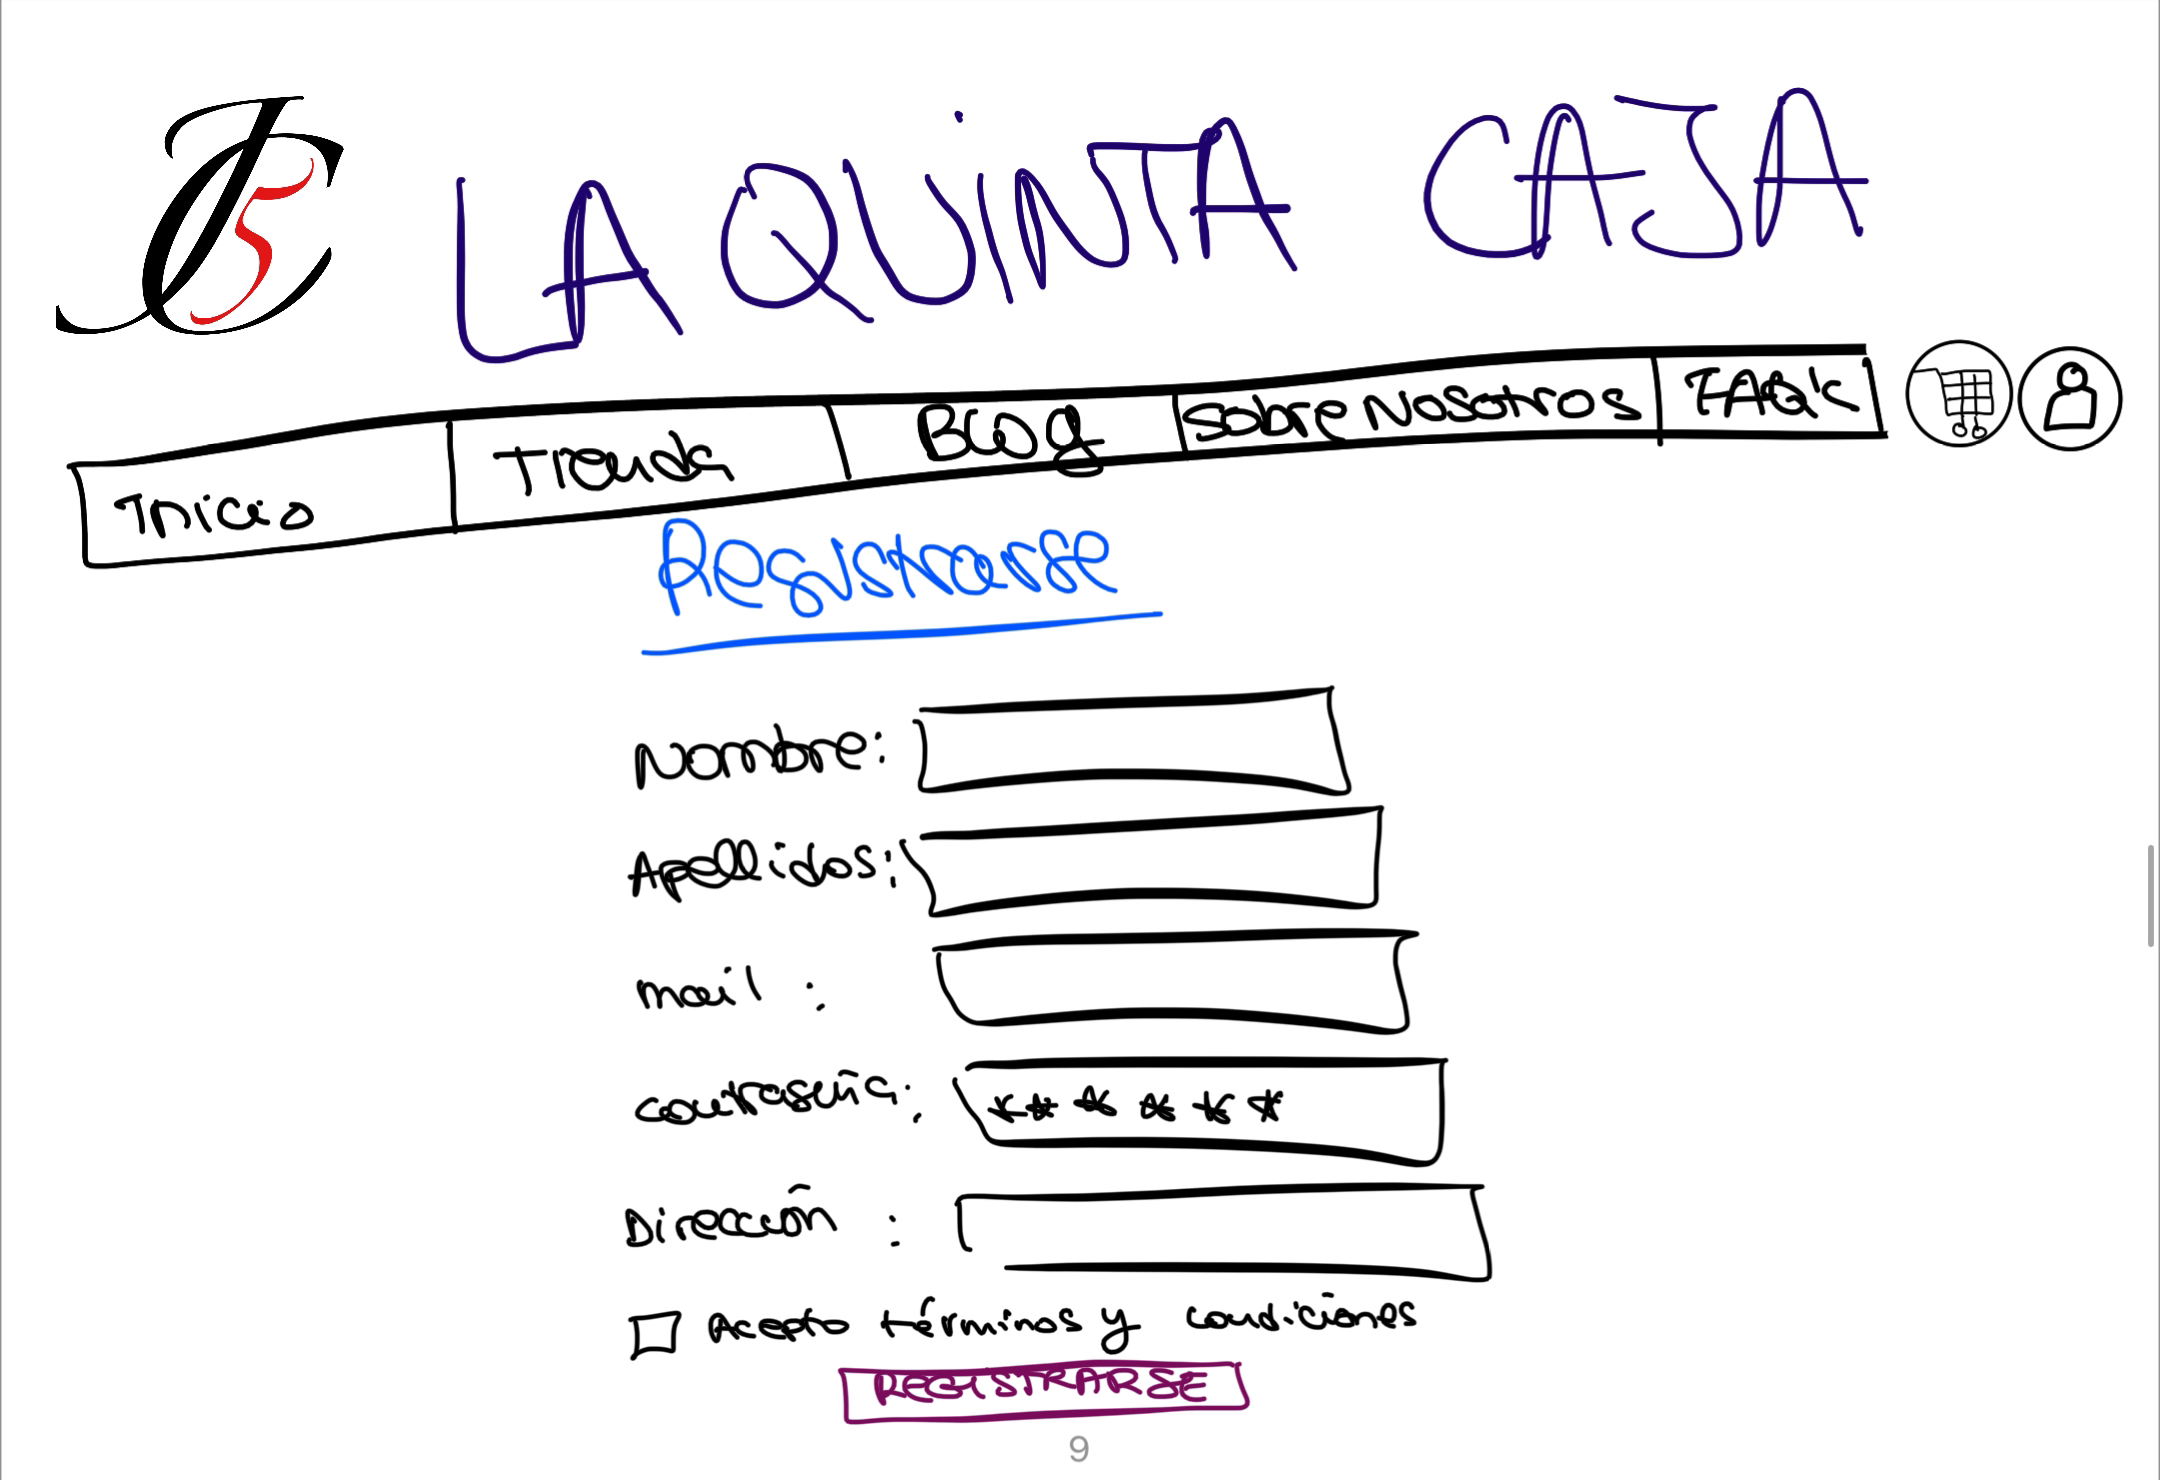 LA QUINTA CAJA
Inicio Tienda Blog Sobre Nosotros FAQ's
Registrarse
Nombre:
Apellidos:
mail :
contraseña: ******
Dirección :
Acepto términos y condiciones
REGISTRARSE
9